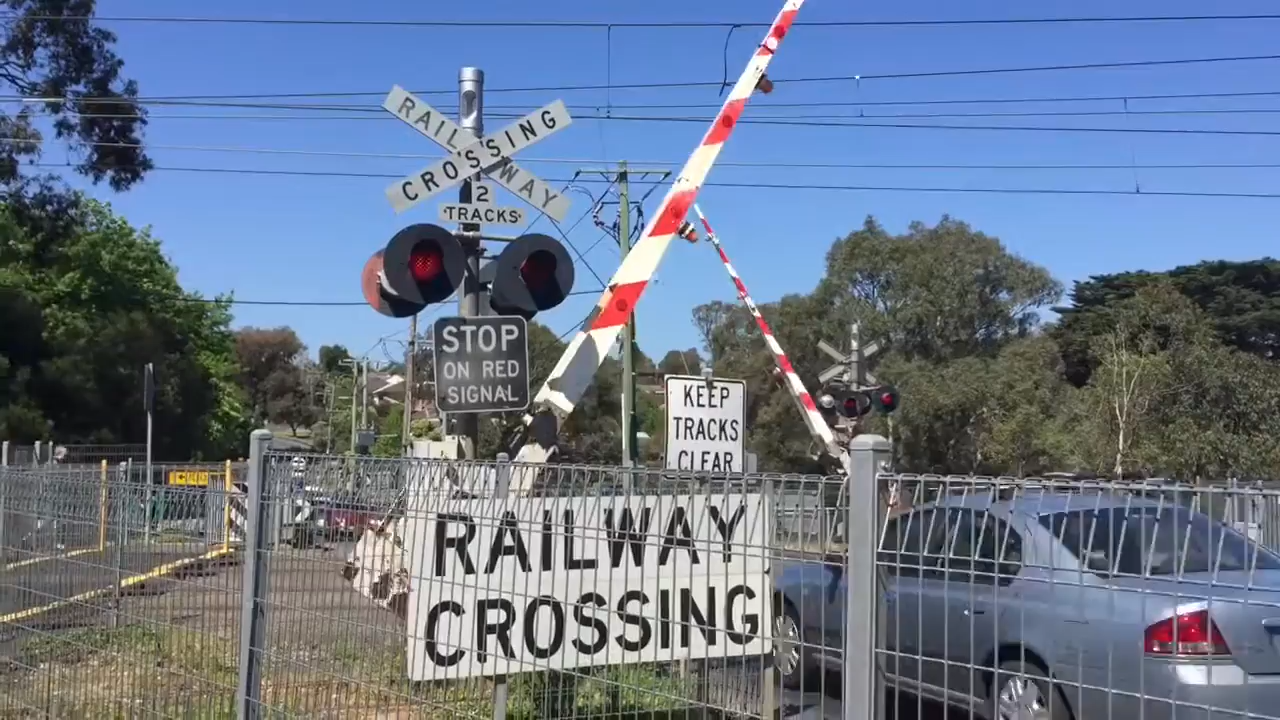 RAILWAY
CROSSING
2
TRACKS
STOP
ON RED
SIGNAL
KEEP
TRACKS
CLEAR
RAILWAY
CROSSING